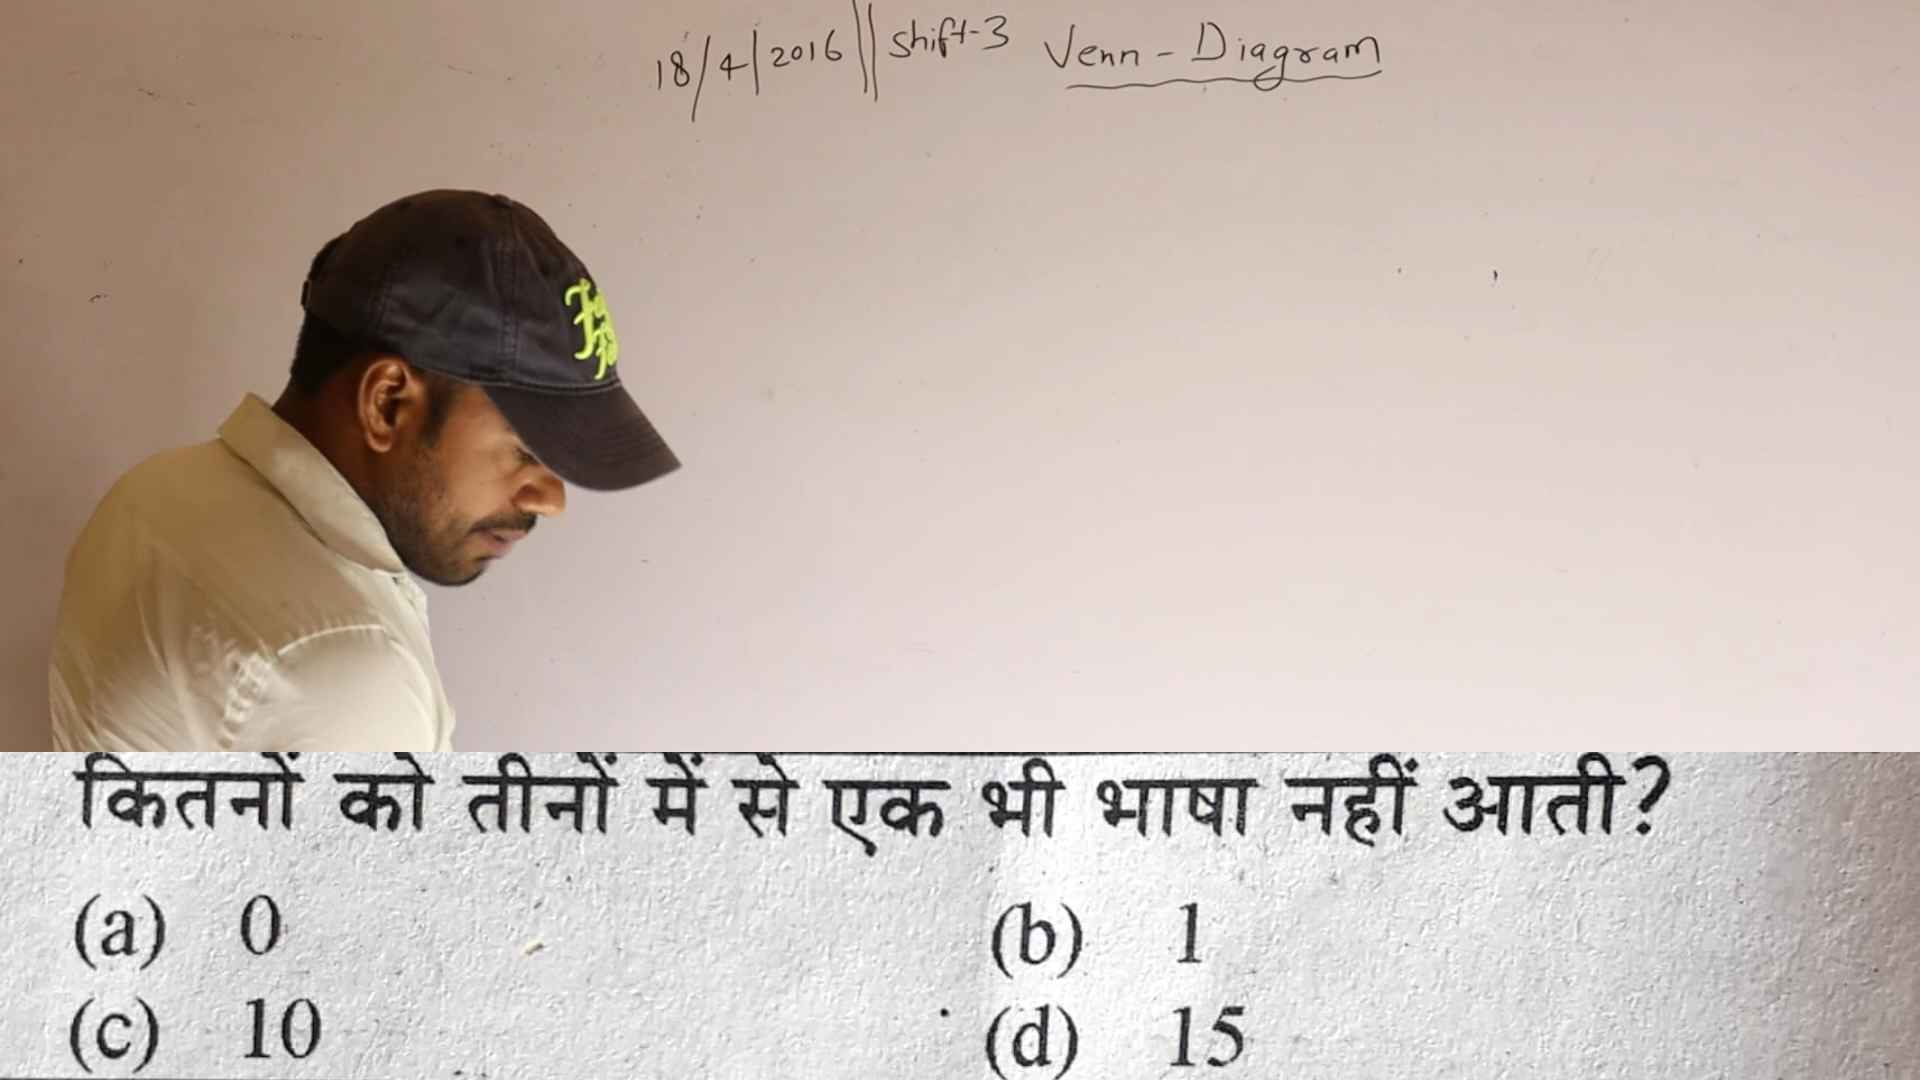 18/4/2016 || Shift-3 Venn-Diagram
कितनों को तीनों में से एक भी भाषा नहीं आती?
(a) 0 (b) 1
(c) 10 (d) 15